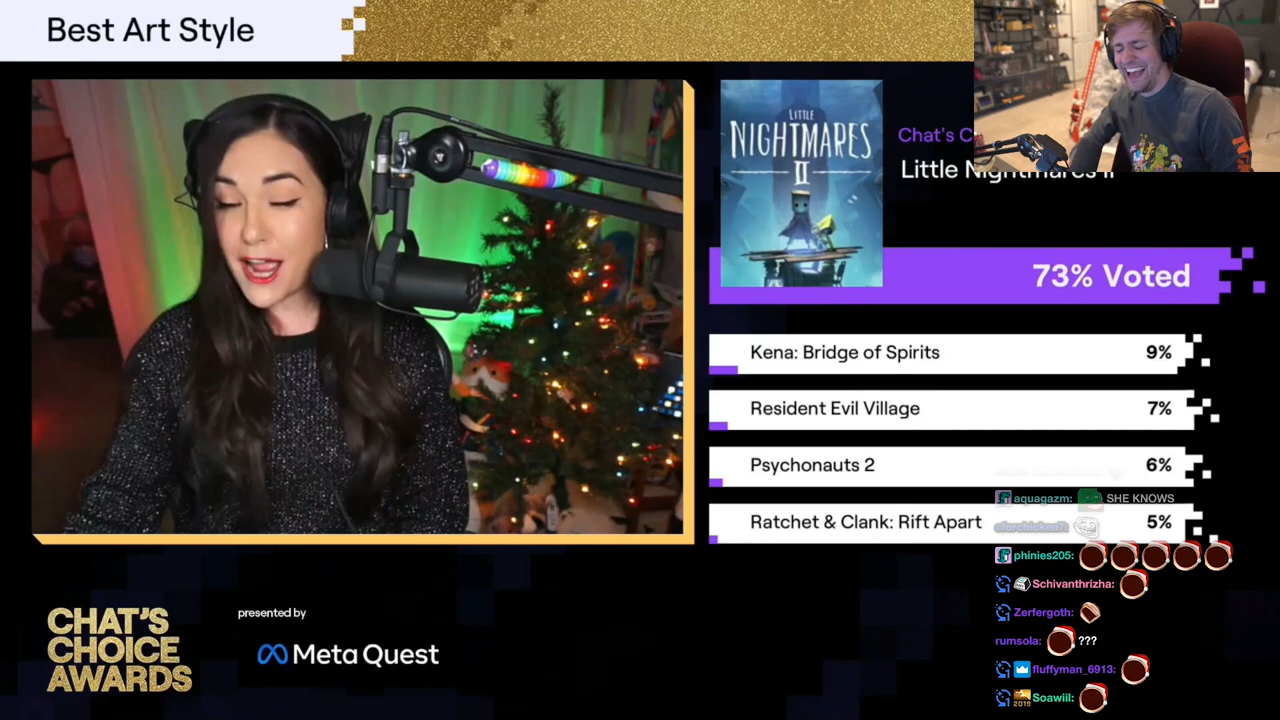 Best Art Style
LITTLE
NIGHTMARES
II
Chat's C
Little Nightmares II
73% Voted
Kena: Bridge of Spirits 9%
Resident Evil Village 7%
Psychonauts 2 6%
Ratchet & Clank: Rift Apart 5%
aquagazm: SHE KNOWS
phinies205:
Schivanthrizha:
Zerfergoth:
rumsola: ???
fluffyman_6913:
2019 Soawiil:
CHAT'S
CHOICE
AWARDS
presented by
Meta Quest